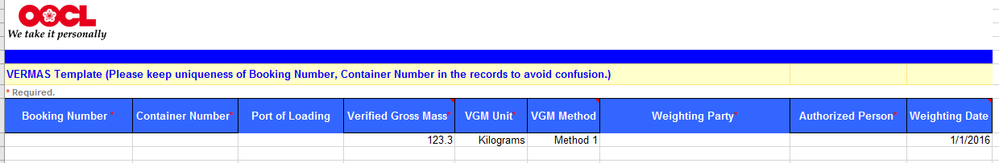 OOCL
We take it personally
VERMAS Template (Please keep uniqueness of Booking Number, Container Number in the records to avoid confusion.)
* Required.
Booking Number * Container Number* Port of Loading Verified Gross Mass* VGM Unit* VGM Method Weighting Party* Authorized Person* Weighting Date
123.3 Kilograms Method 1 1/1/2016